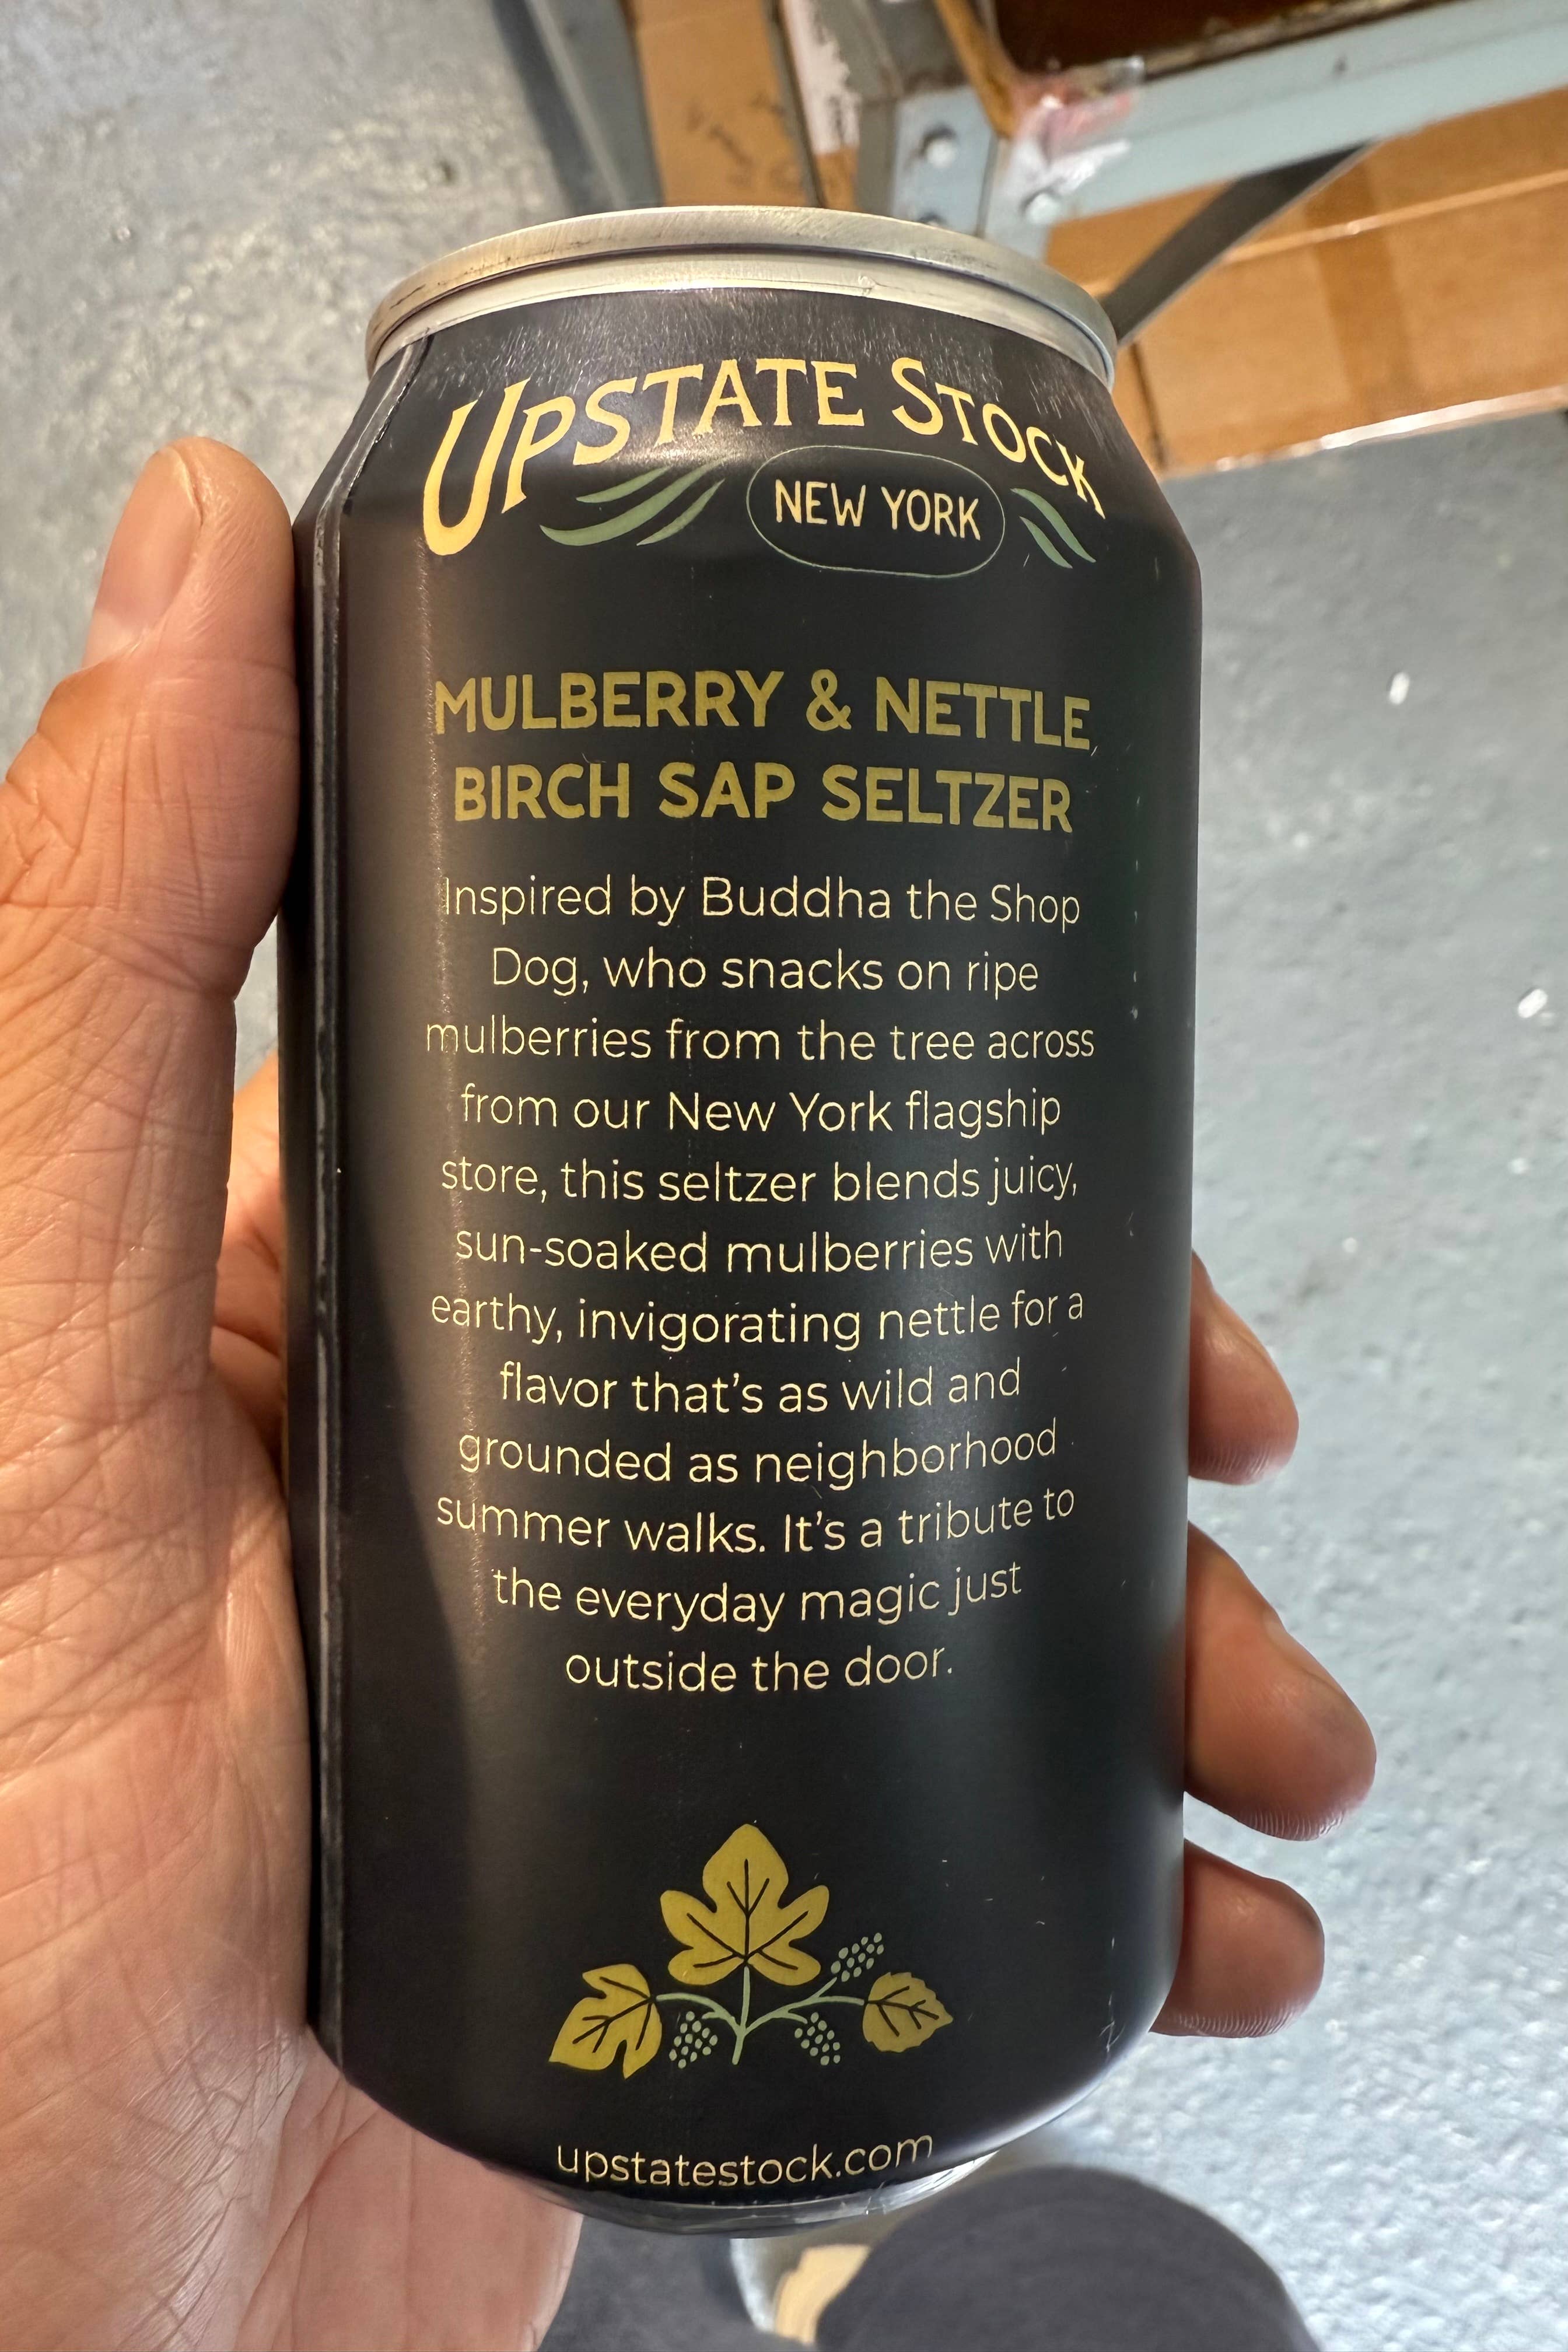 UPSTATE STOCK
NEW YORK
MULBERRY & NETTLE
BIRCH SAP SELTZER
Inspired by Buddha the Shop
Dog, who snacks on ripe
mulberries from the tree across
from our New York flagship
store, this seltzer blends juicy,
sun-soaked mulberries with
earthy, invigorating nettle for a
flavor that's as wild and
grounded as neighborhood
summer walks. It's a tribute to
the everyday magic just
outside the door.
upstatestock.com